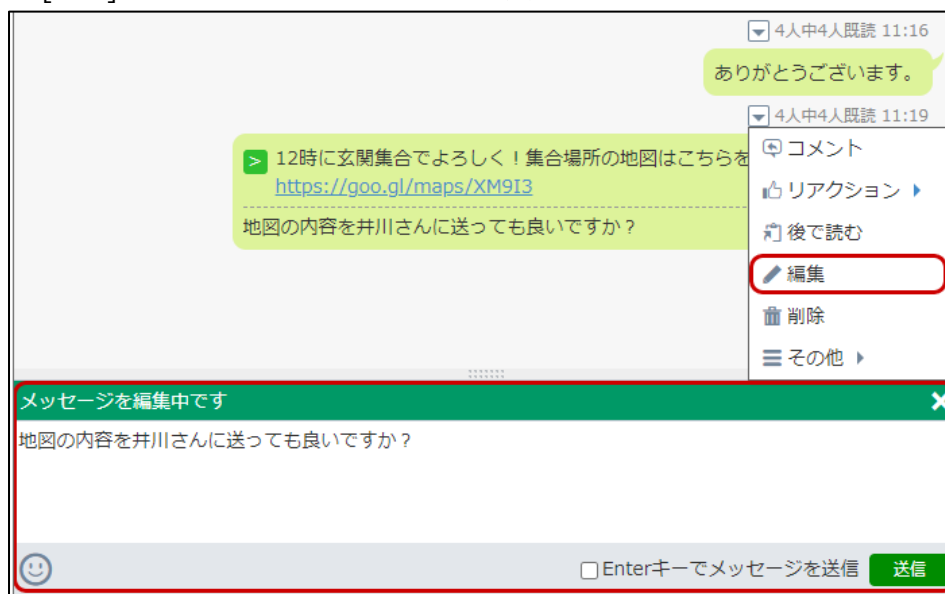 4人中4人既読 11:16
ありがとうございます。
4人中4人既読 11:19
> 12時に玄関集合でよろしく！集合場所の地図はこちらを
https://goo.gl/maps/XM9I3
地図の内容を井川さんに送っても良いですか？
コメント
リアクション
後で読む
編集
削除
その他
メッセージを編集中です
地図の内容を井川さんに送っても良いですか？
Enterキーでメッセージを送信 送信